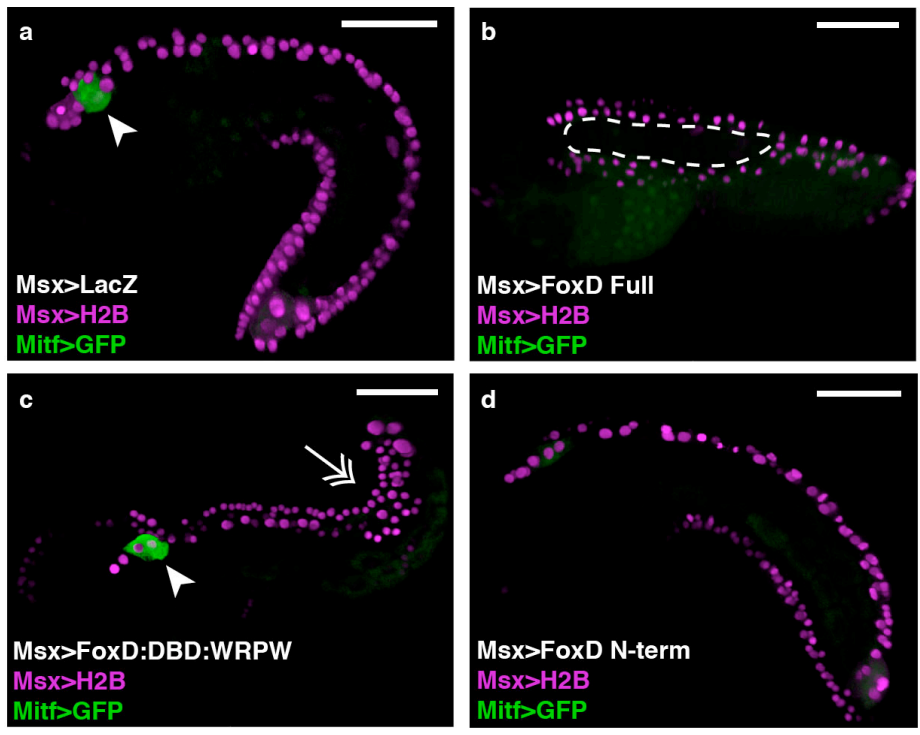 a
Msx>LacZ
Msx>H2B
Mitf>GFP
b
Msx>FoxD Full
Msx>H2B
Mitf>GFP
c
Msx>FoxD:DBD:WRPW
Msx>H2B
Mitf>GFP
d
Msx>FoxD N-term
Msx>H2B
Mitf>GFP